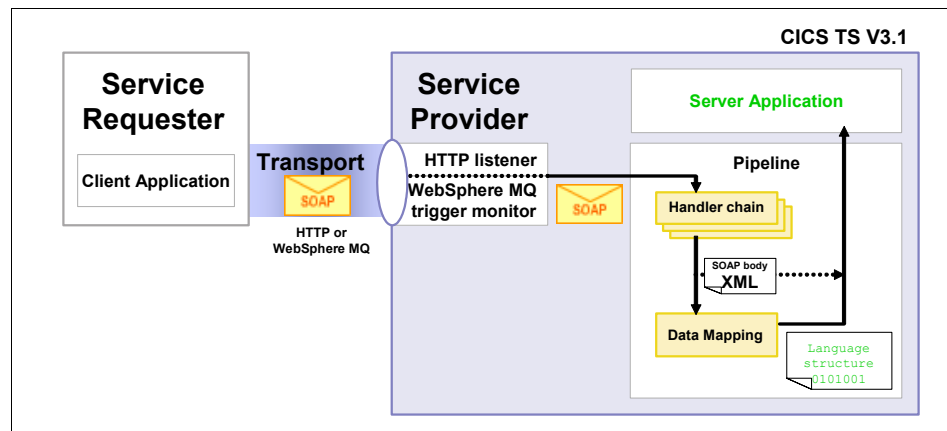 CICS TS V3.1
Service
Requester
Client Application
Transport
SOAP
HTTP or
WebSphere MQ
Service
Provider
HTTP listener
WebSphere MQ
trigger monitor
SOAP
Server Application
Pipeline
Handler chain
SOAP body
XML
Data Mapping
Language
structure
0101001